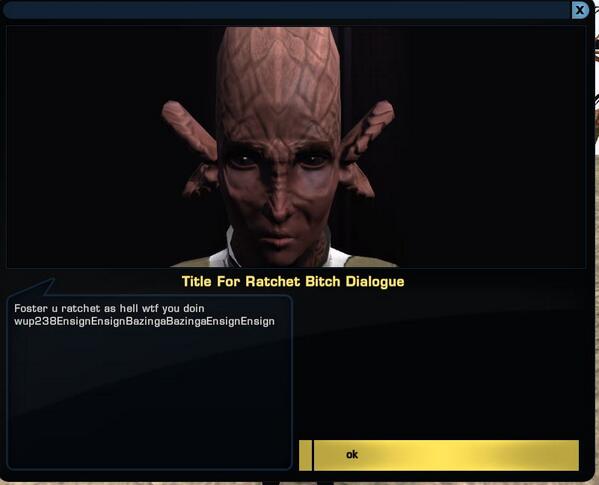 X
Title For Ratchet Bitch Dialogue
Foster u ratchet as hell wtf you doin
wup238EnsignEnsignBazingaBazingaEnsignEnsign
ok